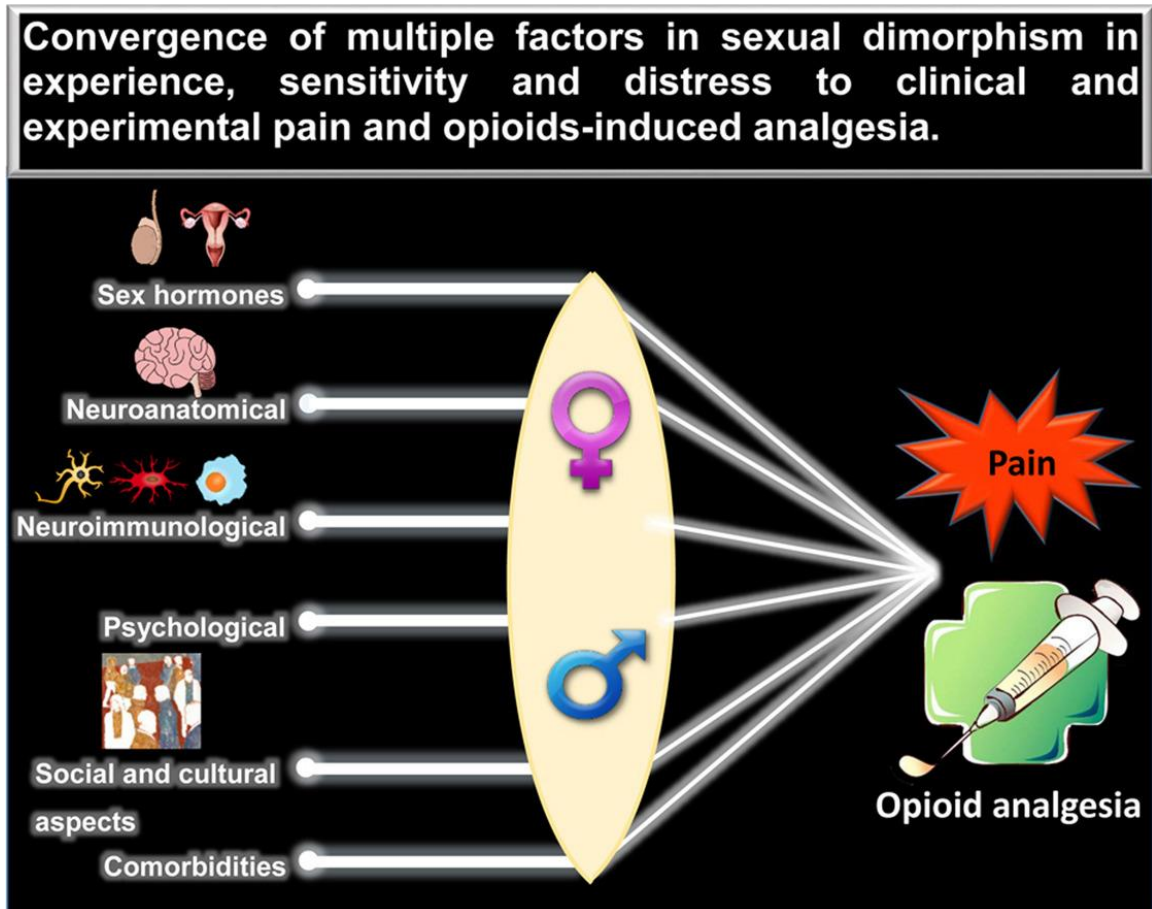 Convergence of multiple factors in sexual dimorphism in
experience, sensitivity and distress to clinical and
experimental pain and opioids-induced analgesia.
Sex hormones
Neuroanatomical
Neuroimmunological
Psychological
Social and cultural
aspects
Comorbidities
Pain
Opioid analgesia